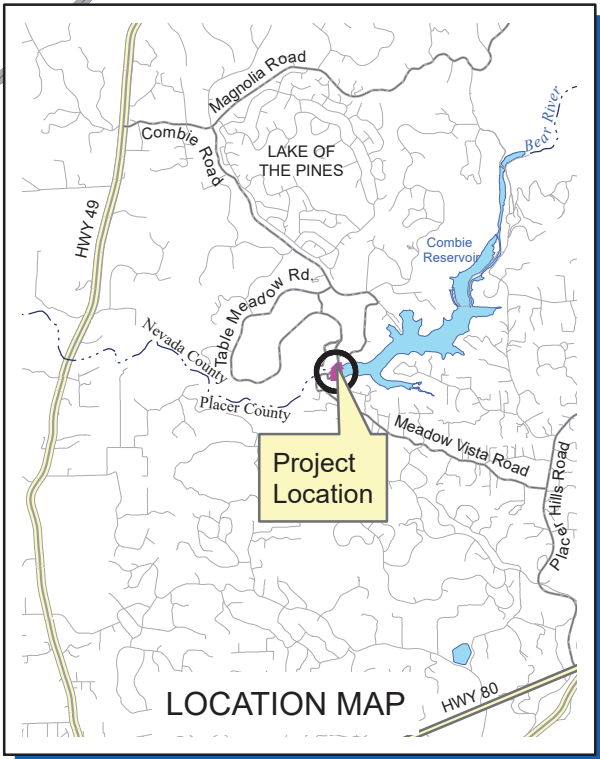 Magnolia Road
Combie Road
LAKE OF
THE PINES
Bear River
HWY 49
Combie
Reservoir
Table Meadow Rd.
Nevada County
Placer County
Meadow Vista Road
Project
Location
Placer Hills Road
LOCATION MAP
HWY 80